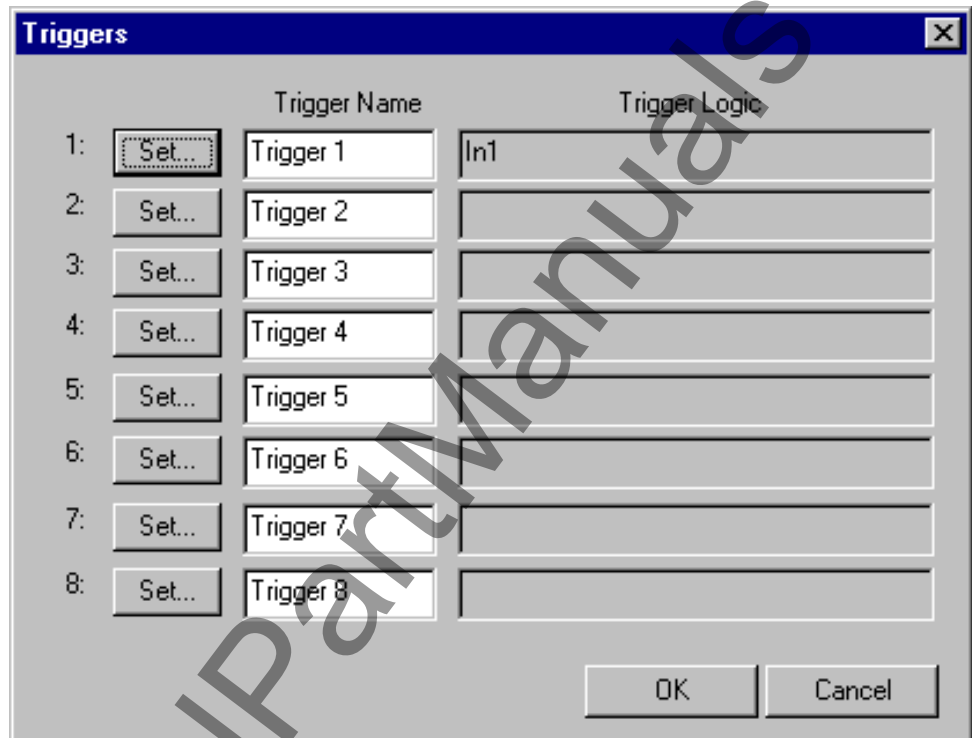 Triggers
Trigger Name Trigger Logic
1: Set... Trigger 1 In1
2: Set... Trigger 2
3: Set... Trigger 3
4: Set... Trigger 4
5: Set... Trigger 5
6: Set... Trigger 6
7: Set... Trigger 7
8: Set... Trigger 8
OK Cancel
lPartManuals